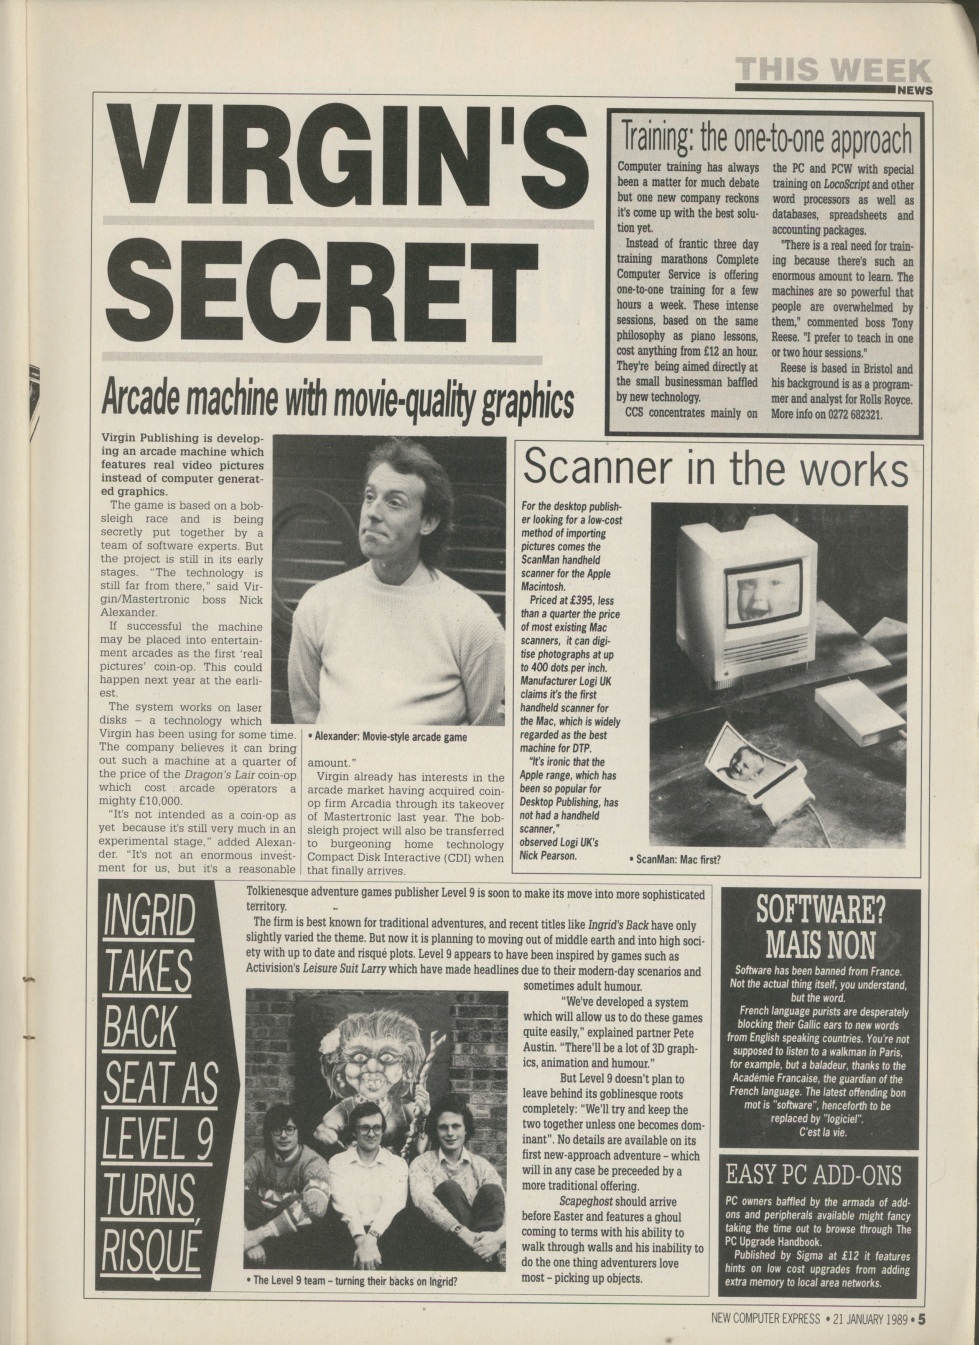 THIS WEEK
NEWS
VIRGIN'S
SECRET
Arcade machine with movie-quality graphics
Virgin Publishing is develop-
ing an arcade machine which
features real video pictures
instead of computer generat-
ed graphics.
The game is based on a bob-
sleigh race and is being
secretly put together by a
team of software experts. But
the project is still in its early
stages. "The technology is
still far from there," said Vir-
gin/Mastertronic boss Nick
Alexander.
If successful the machine
may be placed into entertain-
ment arcades as the first 'real
pictures' coin-op. This could
happen next year at the earli-
est.
The system works on laser
disks – a technology which
Virgin has been using for some time.
The company believes it can bring
out such a machine at a quarter of
the price of the Dragon's Lair coin-op
which cost arcade operators a
mighty £10,000.
"It's not intended as a coin-op as
yet because it's still very much in an
experimental stage," added Alexan-
der. "It's not an enormous invest-
ment for us, but it's a reasonable
• Alexander: Movie-style arcade game
amount."
Virgin already has interests in the
arcade market having acquired coin-
op firm Arcadia through its takeover
of Mastertronic last year. The bob-
sleigh project will also be transferred
to burgeoning home technology
Compact Disk Interactive (CDI) when
that finally arrives.
Training: the one-to-one approach
Computer training has always
been a matter for much debate
but one new company reckons
it's come up with the best solu-
tion yet.
Instead of frantic three day
training marathons Complete
Computer Service is offering
one-to-one training for a few
hours a week. These intense
sessions, based on the same
philosophy as piano lessons,
cost anything from £12 an hour.
They're being aimed directly at
the small businessman baffled
by new technology.
CCS concentrates mainly on
the PC and PCW with special
training on LocoScript and other
word processors as well as
databases, spreadsheets and
accounting packages.
"There is a real need for train-
ing because there's such an
enormous amount to learn. The
machines are so powerful that
people are overwhelmed by
them," commented boss Tony
Reese. "I prefer to teach in one
or two hour sessions."
Reese is based in Bristol and
his background is as a program-
mer and analyst for Rolls Royce.
More info on 0272 682321.
Scanner in the works
For the desktop publish-
er looking for a low-cost
method of importing
pictures comes the
ScanMan handheld
scanner for the Apple
Macintosh.
Priced at £395, less
than a quarter the price
of most existing Mac
scanners, it can digi-
tise photographs at up
to 400 dots per inch.
Manufacturer Logi UK
claims it's the first
handheld scanner for
the Mac, which is widely
regarded as the best
machine for DTP.
"It's ironic that the
Apple range, which has
been so popular for
Desktop Publishing, has
not had a handheld
scanner,"
observed Logi UK's
Nick Pearson.
• ScanMan: Mac first?
INGRID
TAKES
BACK
SEAT AS
LEVEL 9
TURNS
RISQUÉ
Tolkienesque adventure games publisher Level 9 is soon to make its move into more sophisticated
territory.
The firm is best known for traditional adventures, and recent titles like Ingrid's Back have only
slightly varied the theme. But now it is planning to moving out of middle earth and into high soci-
ety with up to date and risqué plots. Level 9 appears to have been inspired by games such as
Activision's Leisure Suit Larry which have made headlines due to their modern-day scenarios and
sometimes adult humour.
"We've developed a system
which will allow us to do these games
quite easily," explained partner Pete
Austin. "There'll be a lot of 3D graph-
ics, animation and humour."
But Level 9 doesn't plan to
leave behind its goblinesque roots
completely: "We'll try and keep the
two together unless one becomes dom-
inant". No details are available on its
first new-approach adventure – which
will in any case be preceeded by a
more traditional offering.
Scapeghost should arrive
before Easter and features a ghoul
coming to terms with his ability to
walk through walls and his inability to
do the one thing adventurers love
most – picking up objects.
• The Level 9 team – turning their backs on Ingrid?
SOFTWARE?
MAIS NON
Software has been banned from France.
Not the actual thing itself, you understand,
but the word.
French language purists are desperately
blocking their Gallic ears to new words
from English speaking countries. You're not
supposed to listen to a walkman in Paris,
for example, but a baladeur, thanks to the
Académie Francaise, the guardian of the
French language. The latest offending bon
mot is "software", henceforth to be
replaced by "logiciel".
C'est la vie.
EASY PC ADD-ONS
PC owners baffled by the armada of add-
ons and peripherals available might fancy
taking the time out to browse through The
PC Upgrade Handbook.
Published by Sigma at £12 it features
hints on low cost upgrades from adding
extra memory to local area networks.
NEW COMPUTER EXPRESS • 21 JANUARY 1989 • 5